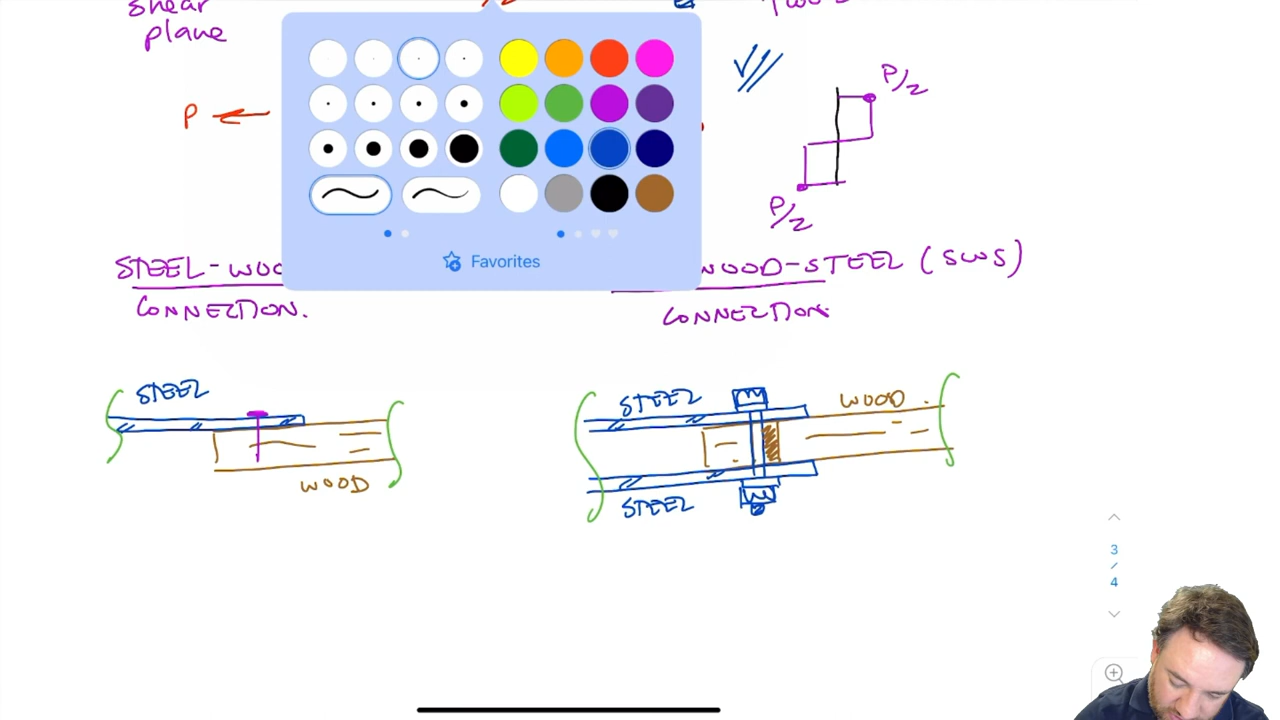 shear
plane
P
P/2
P/2
STEEL-WOO
WOOD-STEEL (SWS)
CONNECTION.
CONNECTION
Favorites
STEEL
WOOD
STEEL
WOOD
STEEL
3
/
4